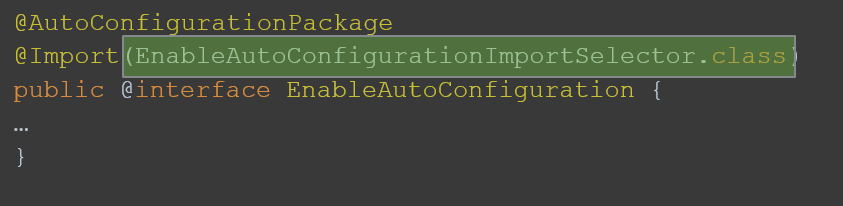 @AutoConfigurationPackage
@Import(EnableAutoConfigurationImportSelector.class)
public @interface EnableAutoConfiguration {
…
}